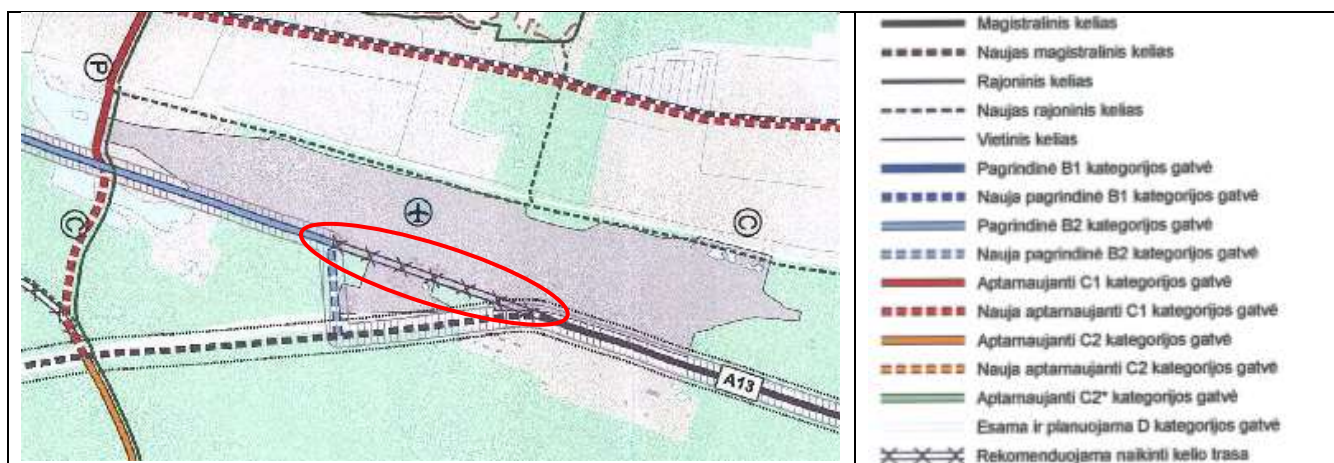 P
C
C
A13
Magistralinis kelias
Naujas magistralinis kelias
Rajoninis kelias
Naujas rajoninis kelias
Vietinis kelias
Pagrindinė B1 kategorijos gatvė
Nauja pagrindinė B1 kategorijos gatvė
Pagrindinė B2 kategorijos gatvė
Nauja pagrindinė B2 kategorijos gatvė
Aptarnaujanti C1 kategorijos gatvė
Nauja aptarnaujanti C1 kategorijos gatvė
Aptarnaujanti C2 kategorijos gatvė
Nauja aptarnaujanti C2 kategorijos gatvė
Aptarnaujanti C2* kategorijos gatvė
Esama ir planuojama D kategorijos gatvė
Rekomenduojama naikinti kelio trasa